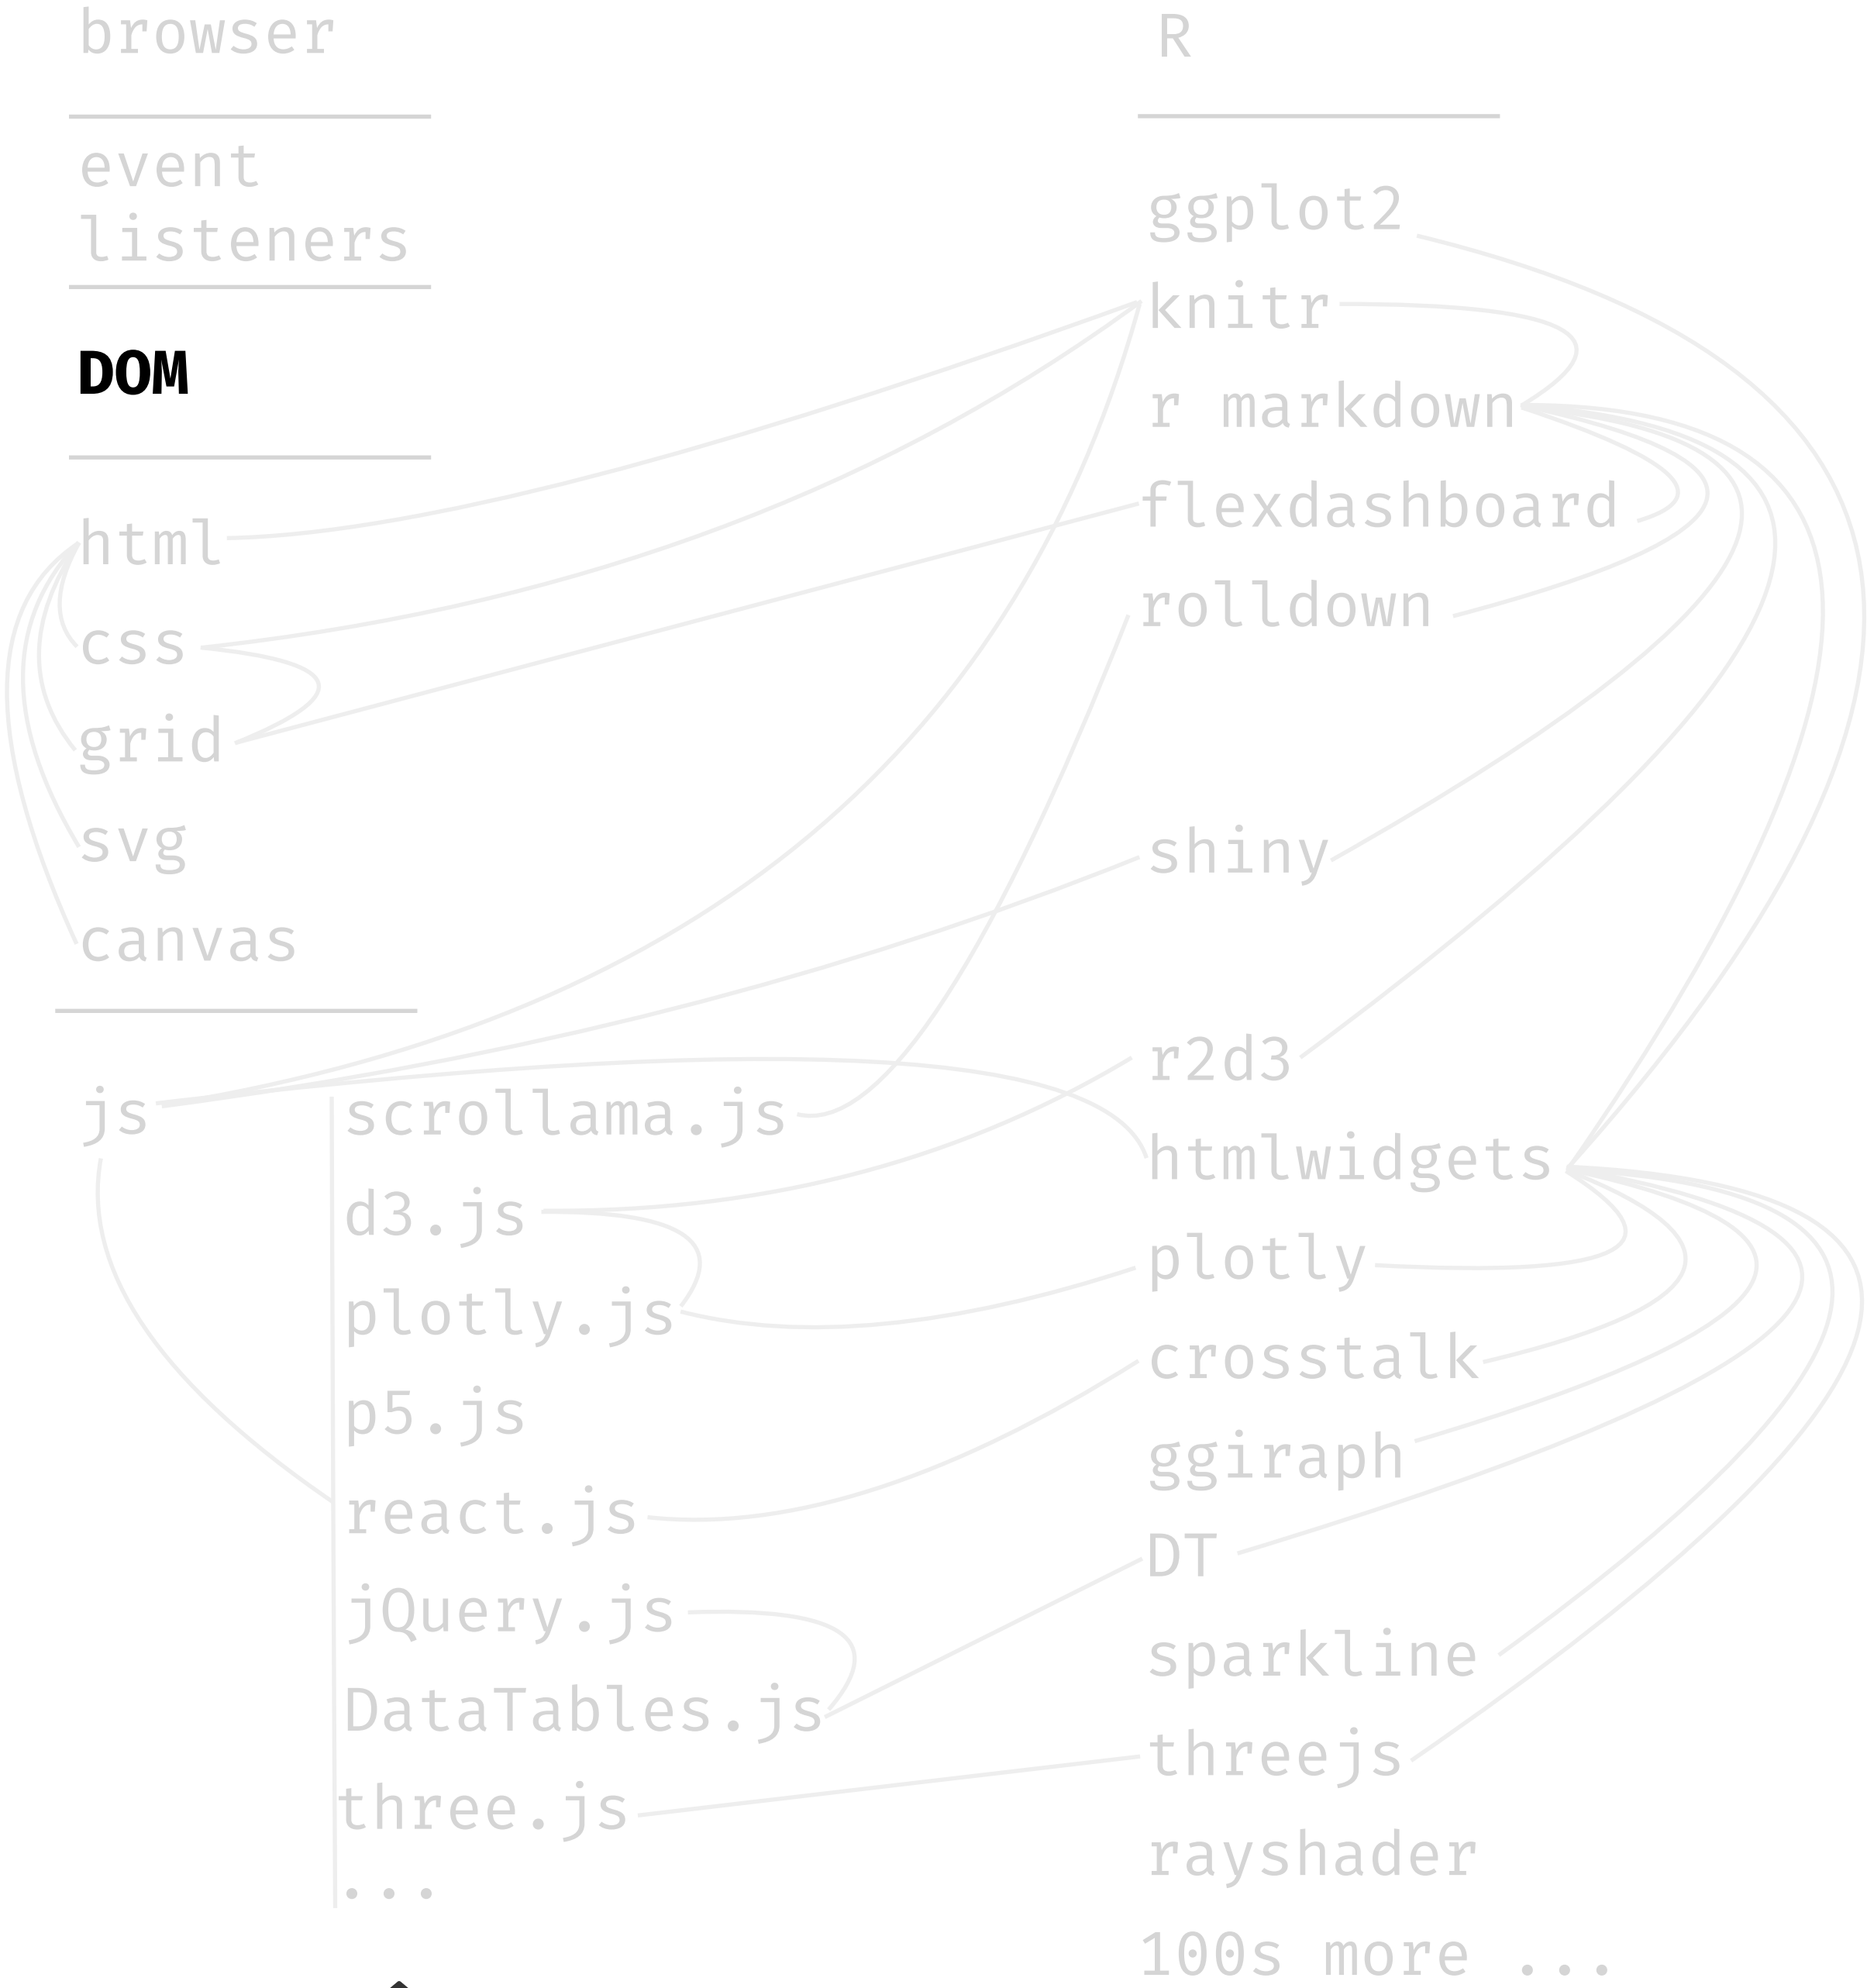 browser
event
listeners
DOM
html
css
grid
svg
canvas
js
scrollama.js
d3.js
plotly.js
p5.js
react.js
jQuery.js
DataTables.js
three.js
...
R
ggplot2
knitr
r markdown
flexdashboard
rolldown
shiny
r2d3
htmlwidgets
plotly
crosstalk
ggiraph
DT
sparkline
threejs
rayshader
100s more ...